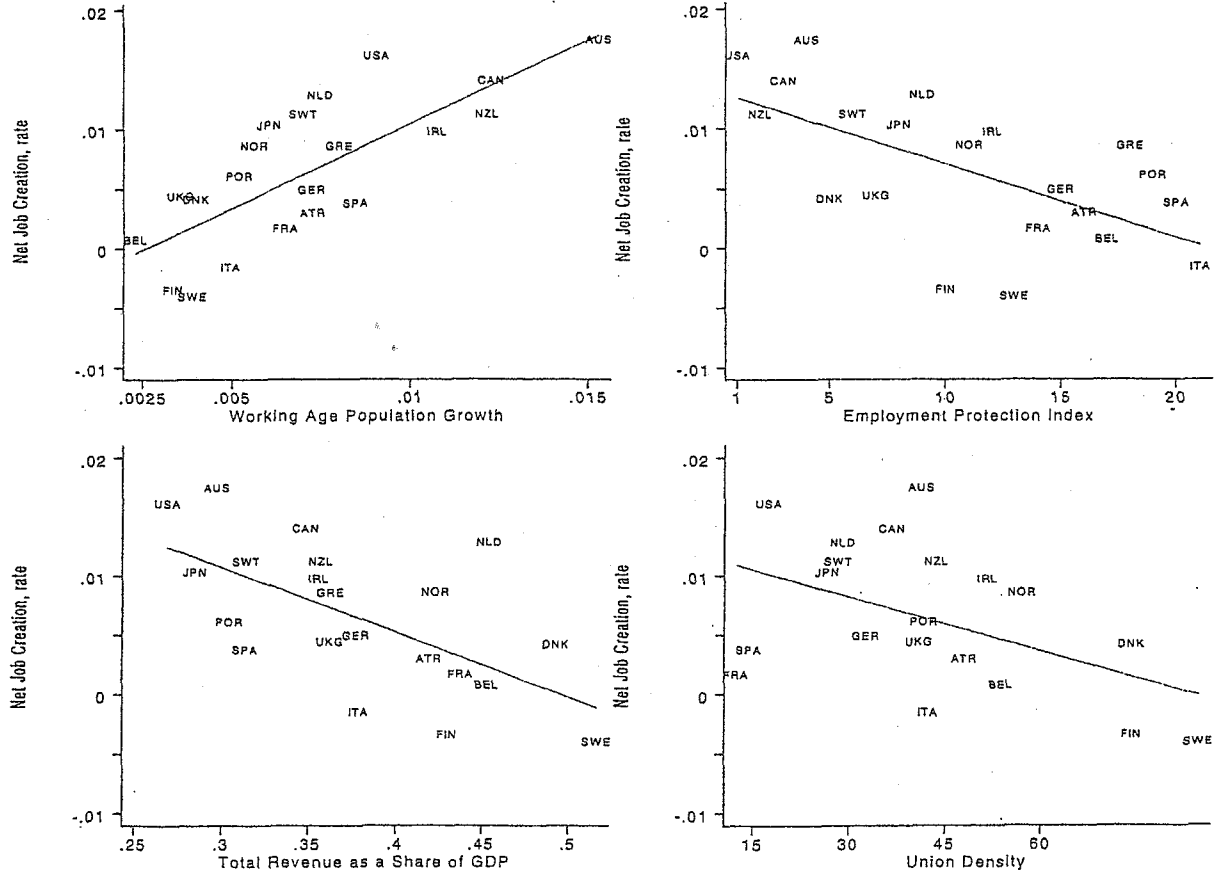 .02
AUS
USA
CAN
NLD
SWT
NZL
.01
JPN
IRL
NOR
GRE
POR
GER
UKG
DNK
SPA
ATR
FRA
BEL
0
ITA
FIN
SWE
-.01
.0025 .005 .010 .015
Working Age Population Growth
Net Job Creation, rate
.02
AUS
USA
CAN
NLD
NZL
SWT
.01
JPN
IRL
NOR
GRE
POR
GER
DNK
UKG
SPA
ATR
FRA
BEL
0
ITA
FIN
SWE
-.01
1 5 10 15 20
Employment Protection Index
Net Job Creation, rate
.02
AUS
USA
CAN
NLD
SWT
NZL
.01
JPN
IRL
GRE
NOR
POR
GER
UKG
DNK
SPA
ATR
FRA
BEL
0
ITA
FIN
SWE
-.01
.25 .3 .35 .4 .45 .5
Total Revenue as a Share of GDP
Net Job Creation, rate
.02
AUS
USA
CAN
NLD
SWT
NZL
.01
JPN
IRL
NOR
POR
GER
UKG
DNK
SPA
ATR
FRA
BEL
0
ITA
FIN
SWE
-.01
15 30 45 60
Union Density
Net Job Creation, rate